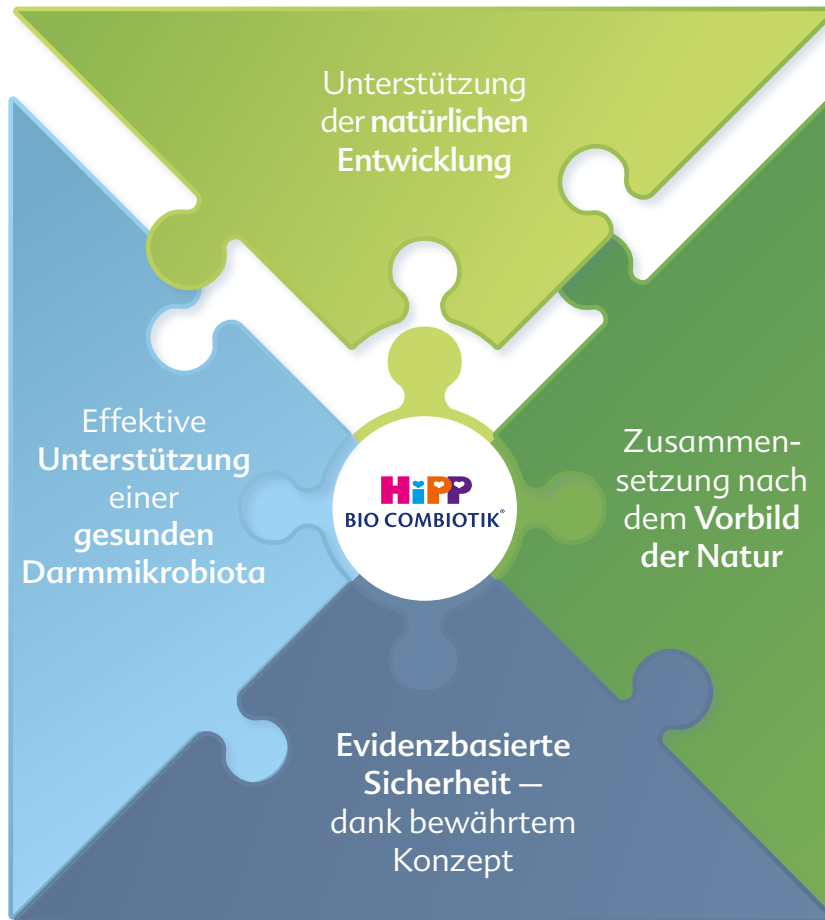 Unterstützung
der natürlichen
Entwicklung
Effektive
Unterstützung
einer
gesunden
Darmmikrobiota
HiPP
BIO COMBIOTIK®
Zusammen-
setzung nach
dem Vorbild
der Natur
Evidenzbasierte
Sicherheit –
dank bewährtem
Konzept